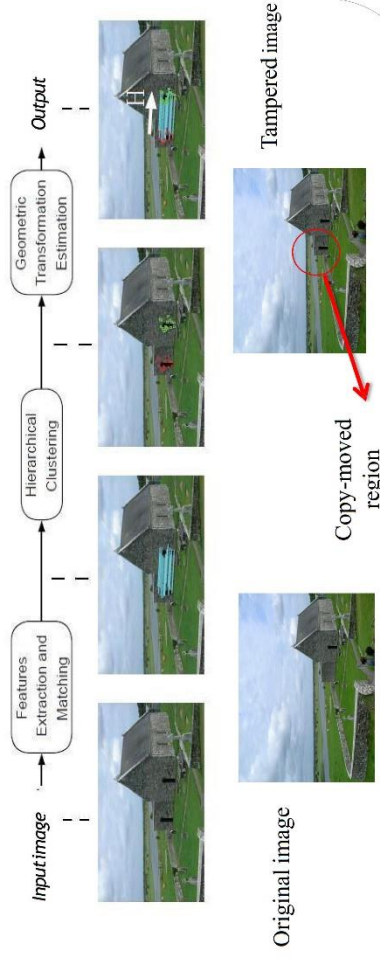 Input image
Features
Extraction and
Matching
Hierarchical
Clustering
Geometric
Transformation
Estimation
Output
H
Original image
Copy-moved
region
Tampered image